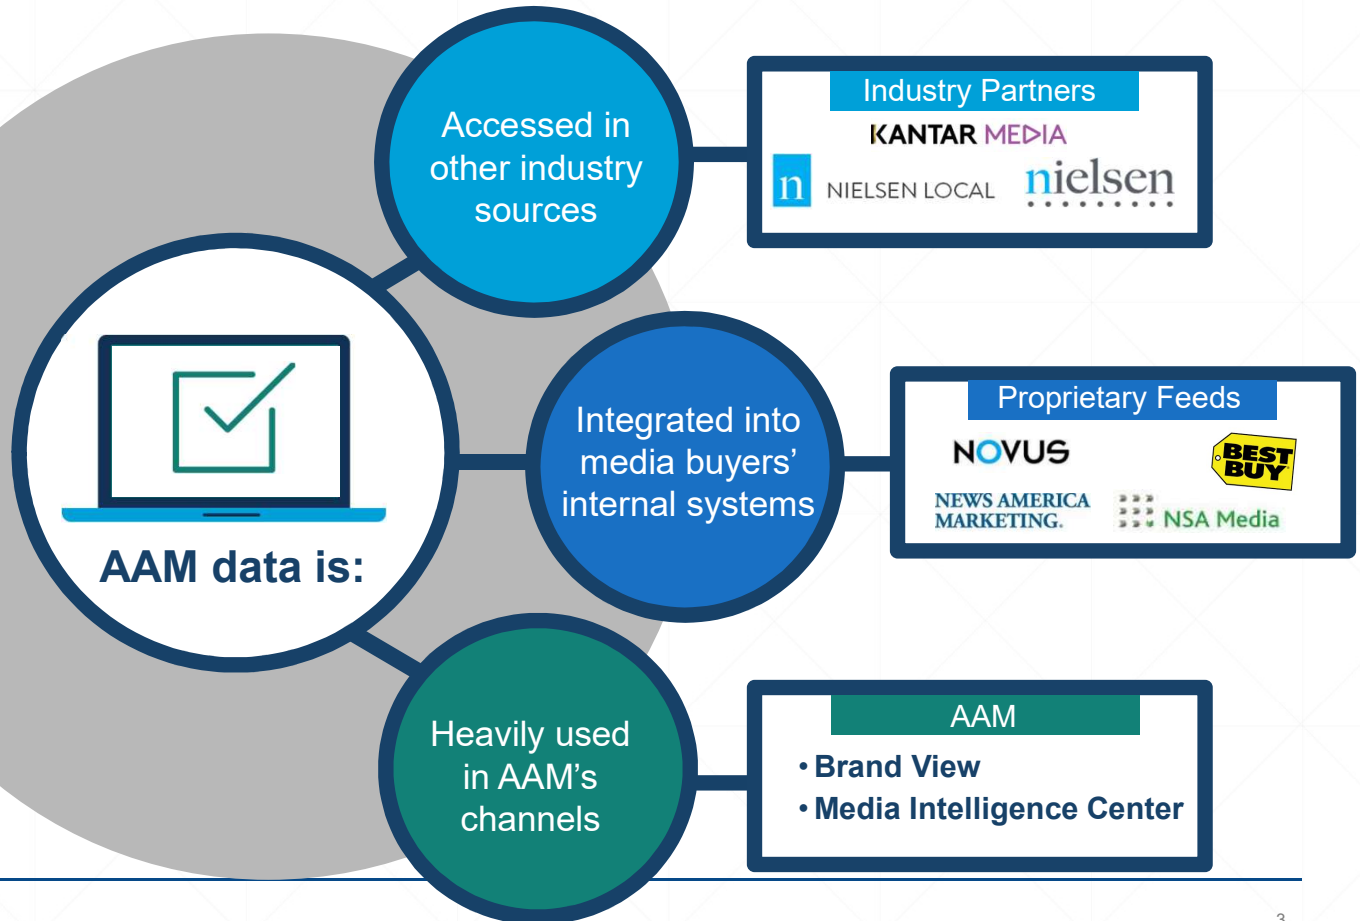 Accessed in
other industry
sources
Industry Partners
KANTAR MEDIA
n NIELSEN LOCAL
nielsen
AAM data is:
Integrated into
media buyers’
internal systems
Proprietary Feeds
NOVUS
BEST
BUY
NEWS AMERICA
MARKETING.
NSA Media
Heavily used
in AAM’s
channels
AAM
• Brand View
• Media Intelligence Center
3